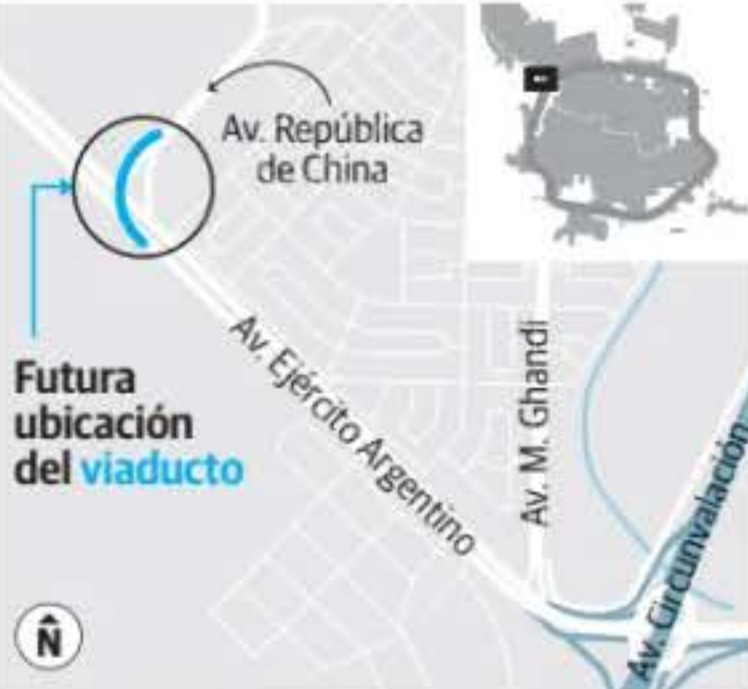 Av. República
de China
Futura
ubicación
del viaducto
Av. Ejército Argentino
Av. M. Ghandi
Av. Circunvalación
N